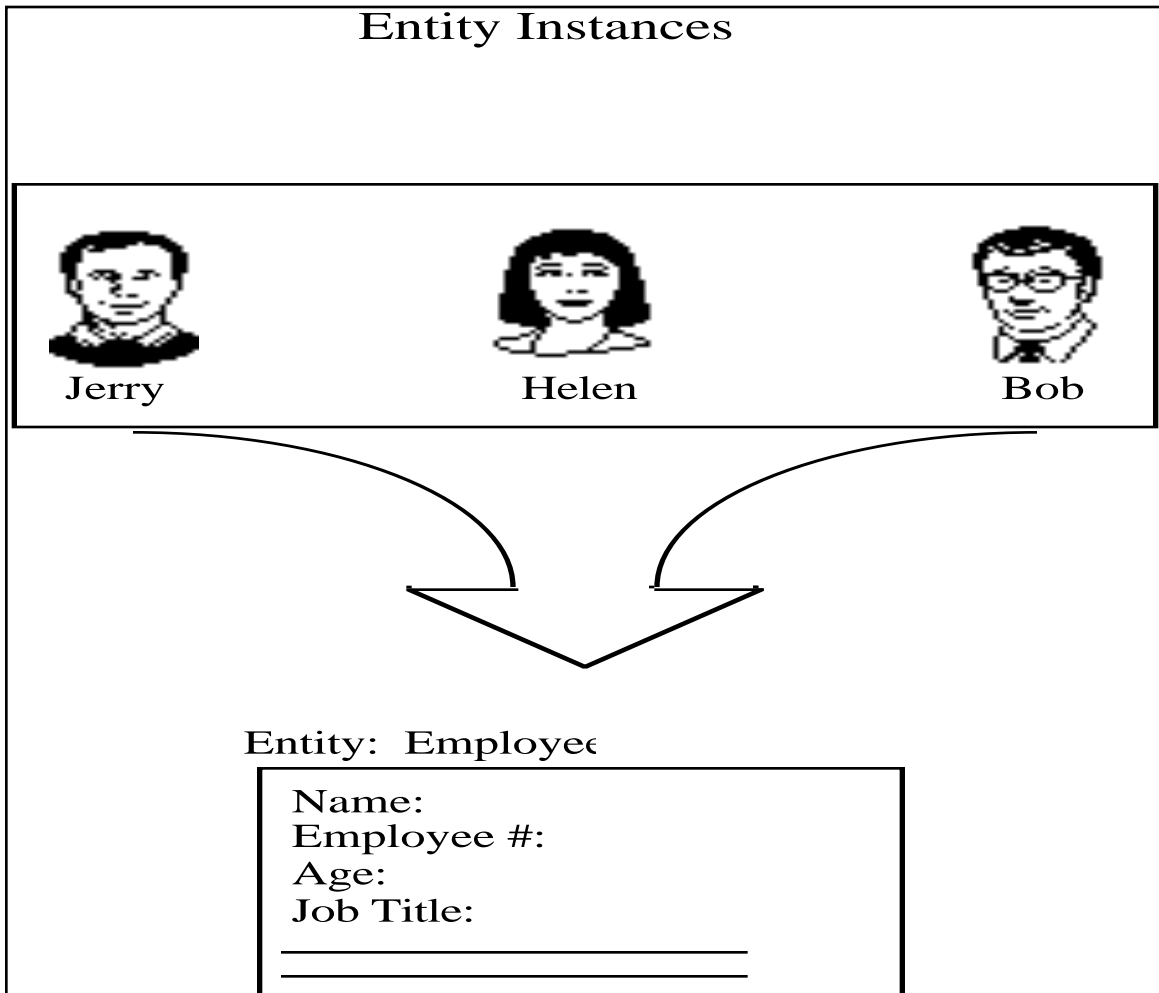 Entity Instances
Jerry Helen Bob
Entity: Employee
Name:
Employee #:
Age:
Job Title: